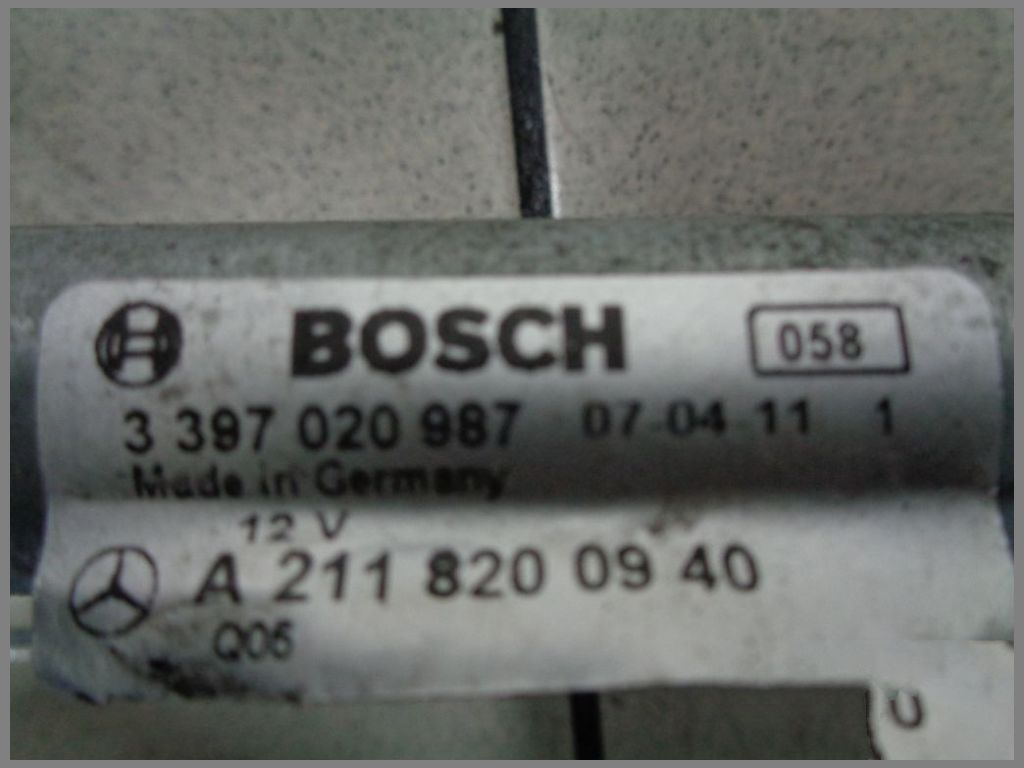 BOSCH 058
3 397 020 987 07-04-11 1
Made in Germany
12 V
A 211 820 09 40
Q05
U